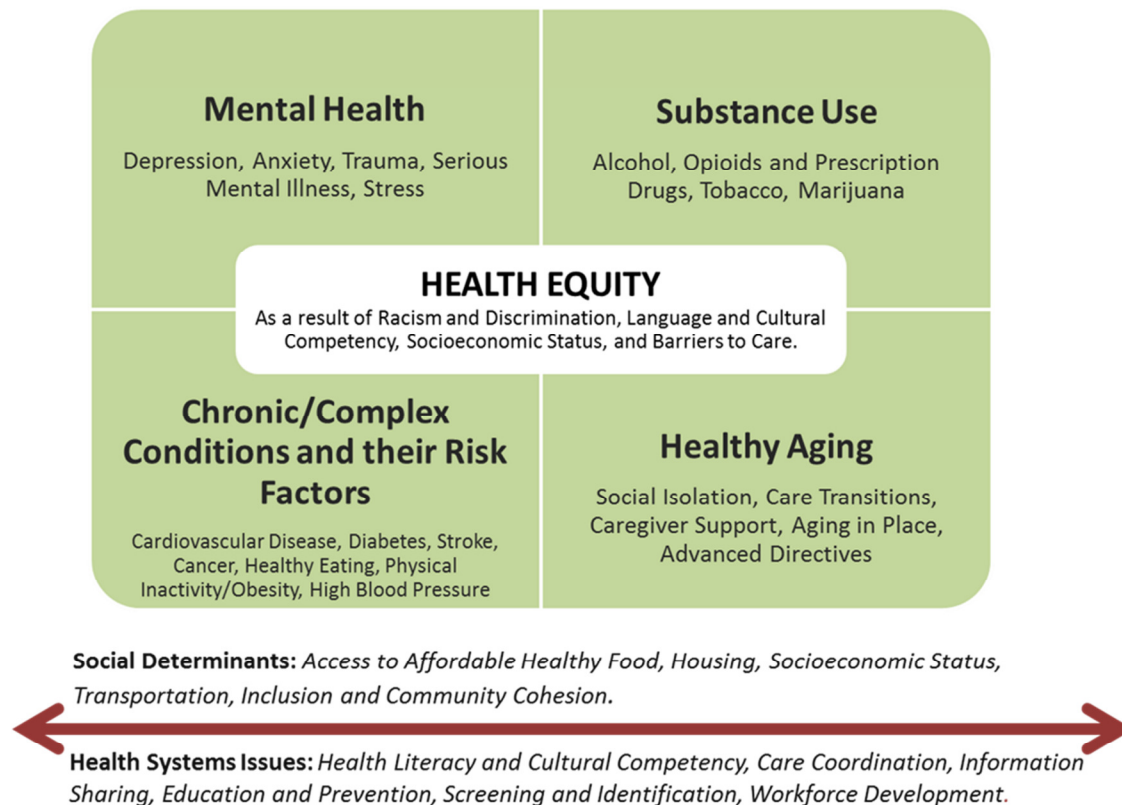 Mental Health
Depression, Anxiety, Trauma, Serious
Mental Illness, Stress
Substance Use
Alcohol, Opioids and Prescription
Drugs, Tobacco, Marijuana
HEALTH EQUITY
As a result of Racism and Discrimination, Language and Cultural
Competency, Socioeconomic Status, and Barriers to Care.
Chronic/Complex
Conditions and their Risk
Factors
Cardiovascular Disease, Diabetes, Stroke,
Cancer, Healthy Eating, Physical
Inactivity/Obesity, High Blood Pressure
Healthy Aging
Social Isolation, Care Transitions,
Caregiver Support, Aging in Place,
Advanced Directives
Social Determinants: Access to Affordable Healthy Food, Housing, Socioeconomic Status,
Transportation, Inclusion and Community Cohesion.
Health Systems Issues: Health Literacy and Cultural Competency, Care Coordination, Information
Sharing, Education and Prevention, Screening and Identification, Workforce Development.